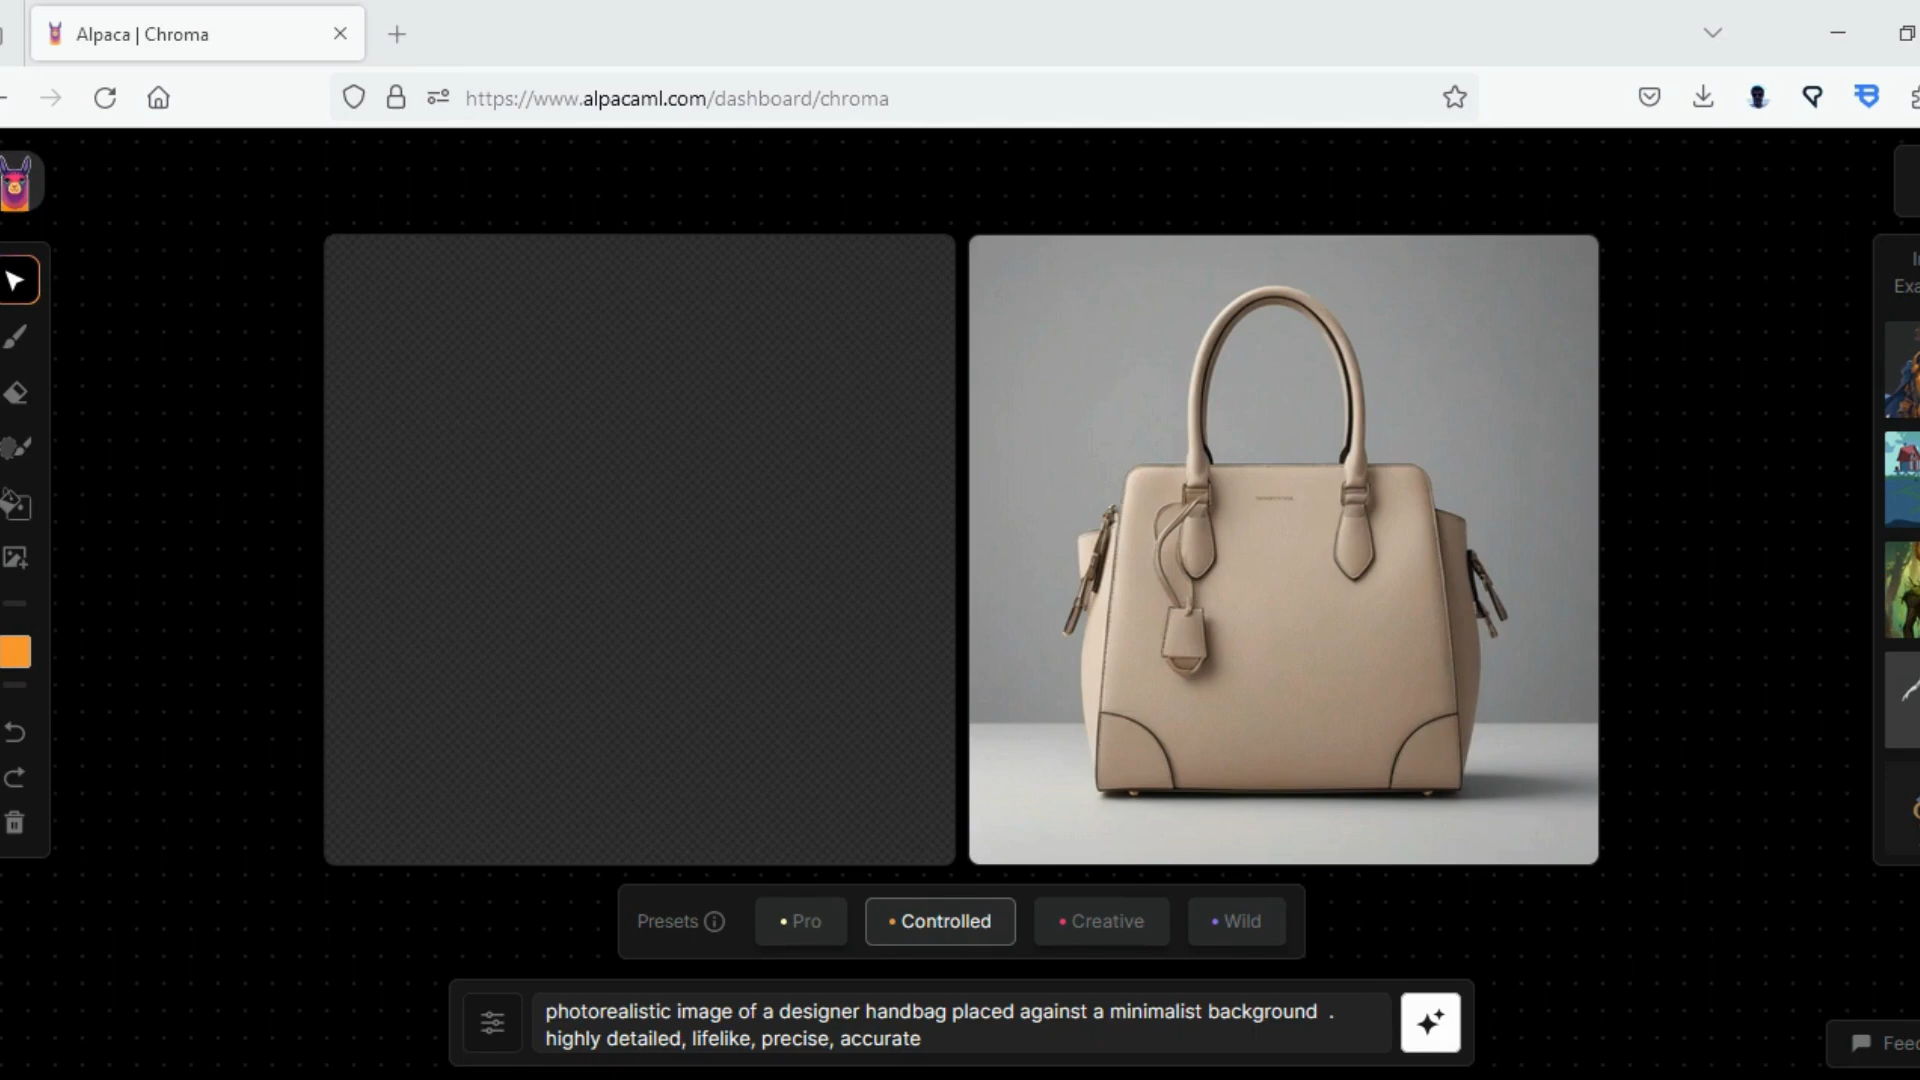 Alpaca | Chroma
https://www.alpacaml.com/dashboard/chroma
Presets
Pro
Controlled
Creative
Wild
photorealistic image of a designer handbag placed against a minimalist background .
highly detailed, lifelike, precise, accurate